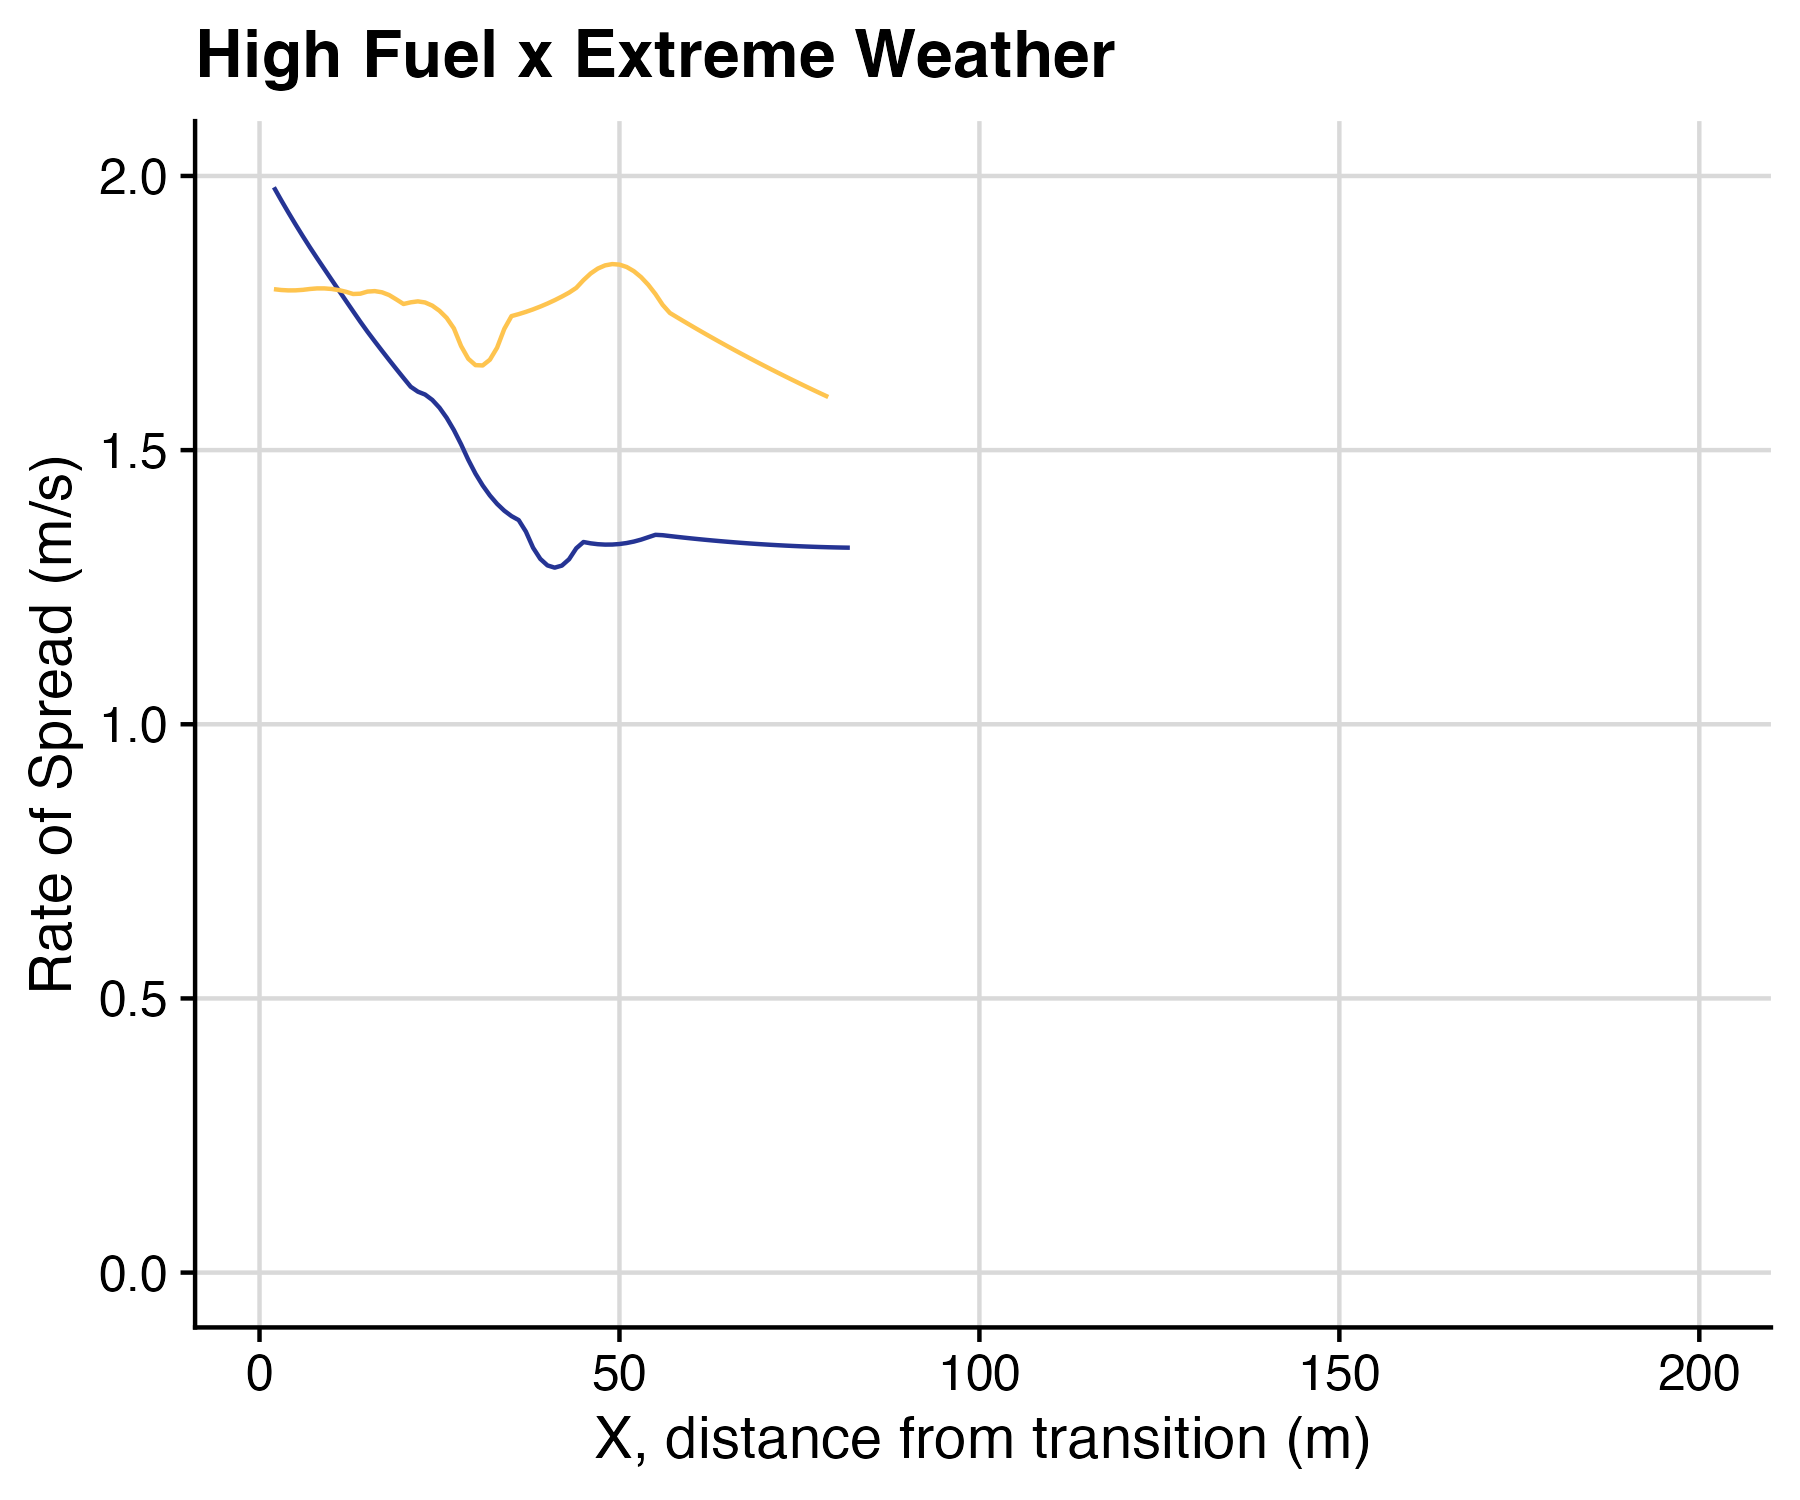 High Fuel x Extreme Weather
Rate of Spread (m/s)
2.0
1.5
1.0
0.5
0.0
0 50 100 150 200
X, distance from transition (m)